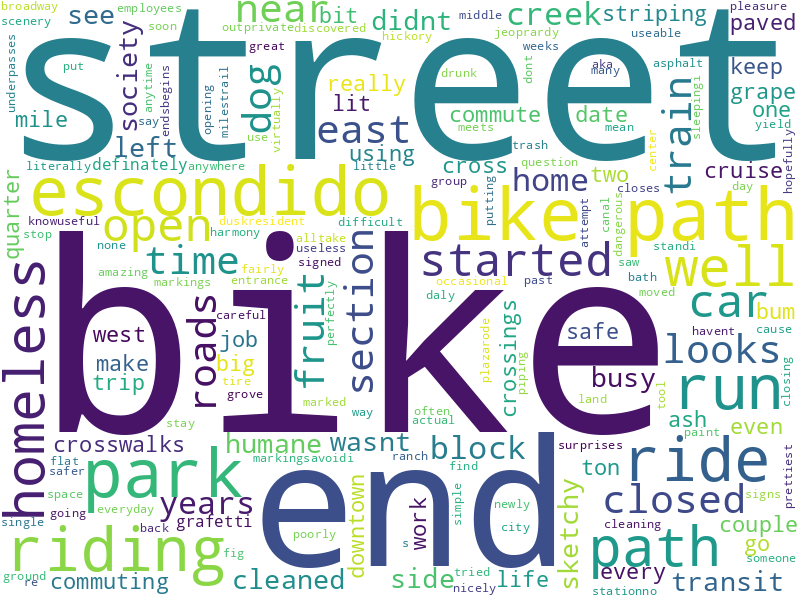 broadway
scenery
employees
soon
see
underpasses
put
say
anytime
society
endsbegins
opening
milestrail
street
dog
use
virtually
near
great
outprivatediscovered
bit
lit
really
hickory
didnt
middle
jeopardy
drunk
creek
weeks
dont
striping
aka
many
useable
asphalt
paved
pleasure
keep
grape
mile
left
literally
definately
anywhere
east
using
little
commute
meets
trash
question
date
mean
train
sleepingi
one
yield
hopefully
cross
group
home
two
center
closes
cruise
day
escondido
bike path
putting
attempt
canal
dangerous
quarter
knowuseful
stop
open
none
duskresident
harmony
difficult
alltake
useless
signed
past
saw
bath
standi
moved
amazing
markings
time
fairly
entrance
section
started
occasional
daly
well
havent
cause
closing
homeless
bike
roads
careful
west
make
trip
job
big
tire
grove
fruit
perfectly
marked
way
stay
often
actual
plazarode
crossings
piping
safe
busy
land
tool
car
bum
looks
run
paint
ash
even
prettiest
crosswalks
humane
wasnt
block
end
surprises
ride
ton
flat
safer
space
park
markingsavoidi
ranch
find
simple
newly
city
sketchy
closed
signs
single
going
everyday
back
years
grafetti
work
downtown
cleaning
couple
go
someone
riding
fig
poorly
s
path
every
ground
re
commuting
cleaned
side
tried
nicely
life
stationno
transit